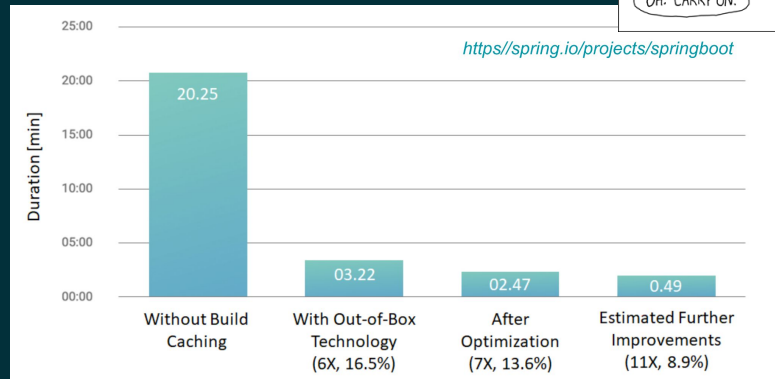 OH. CARRY ON.
https//spring.io/projects/springboot
25:00
20:00
15:00
10:00
05:00
00:00
Duration [min]
20.25
03.22
02.47
0.49
Without Build
Caching
With Out-of-Box
Technology
(6X, 16.5%)
After
Optimization
(7X, 13.6%)
Estimated Further
Improvements
(11X, 8.9%)